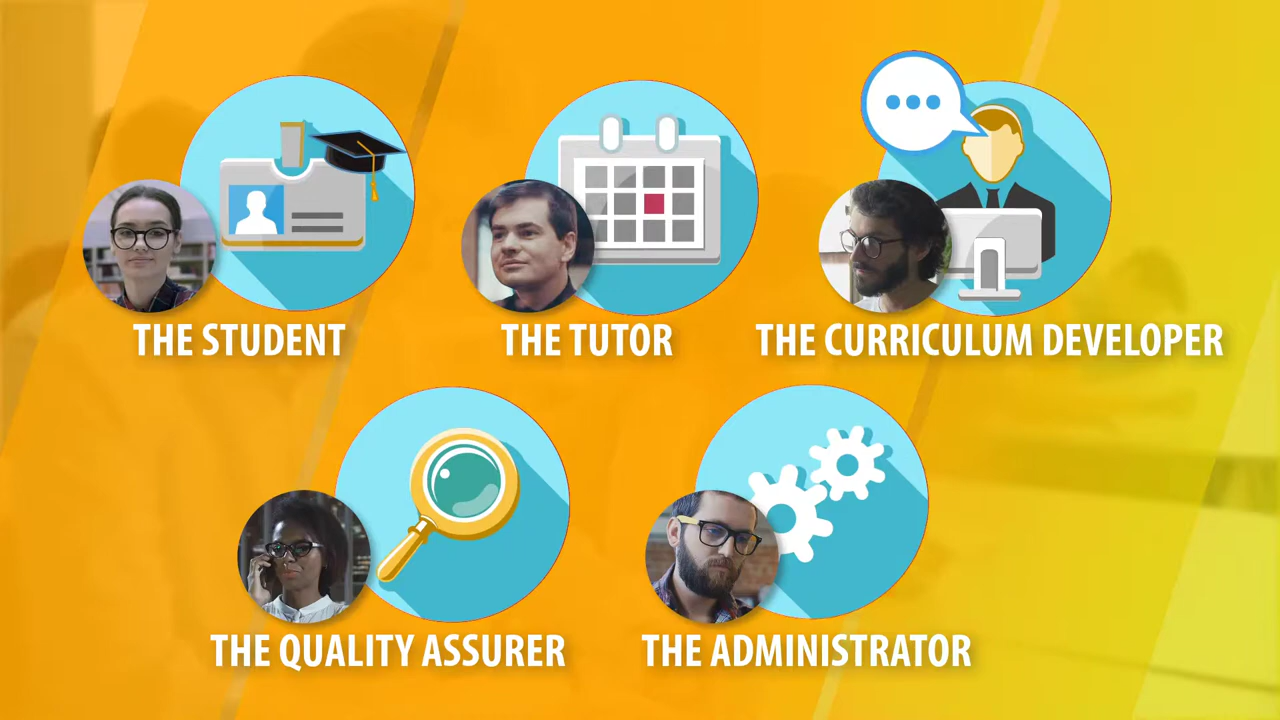 THE STUDENT
THE TUTOR
THE CURRICULUM DEVELOPER
THE QUALITY ASSURER
THE ADMINISTRATOR